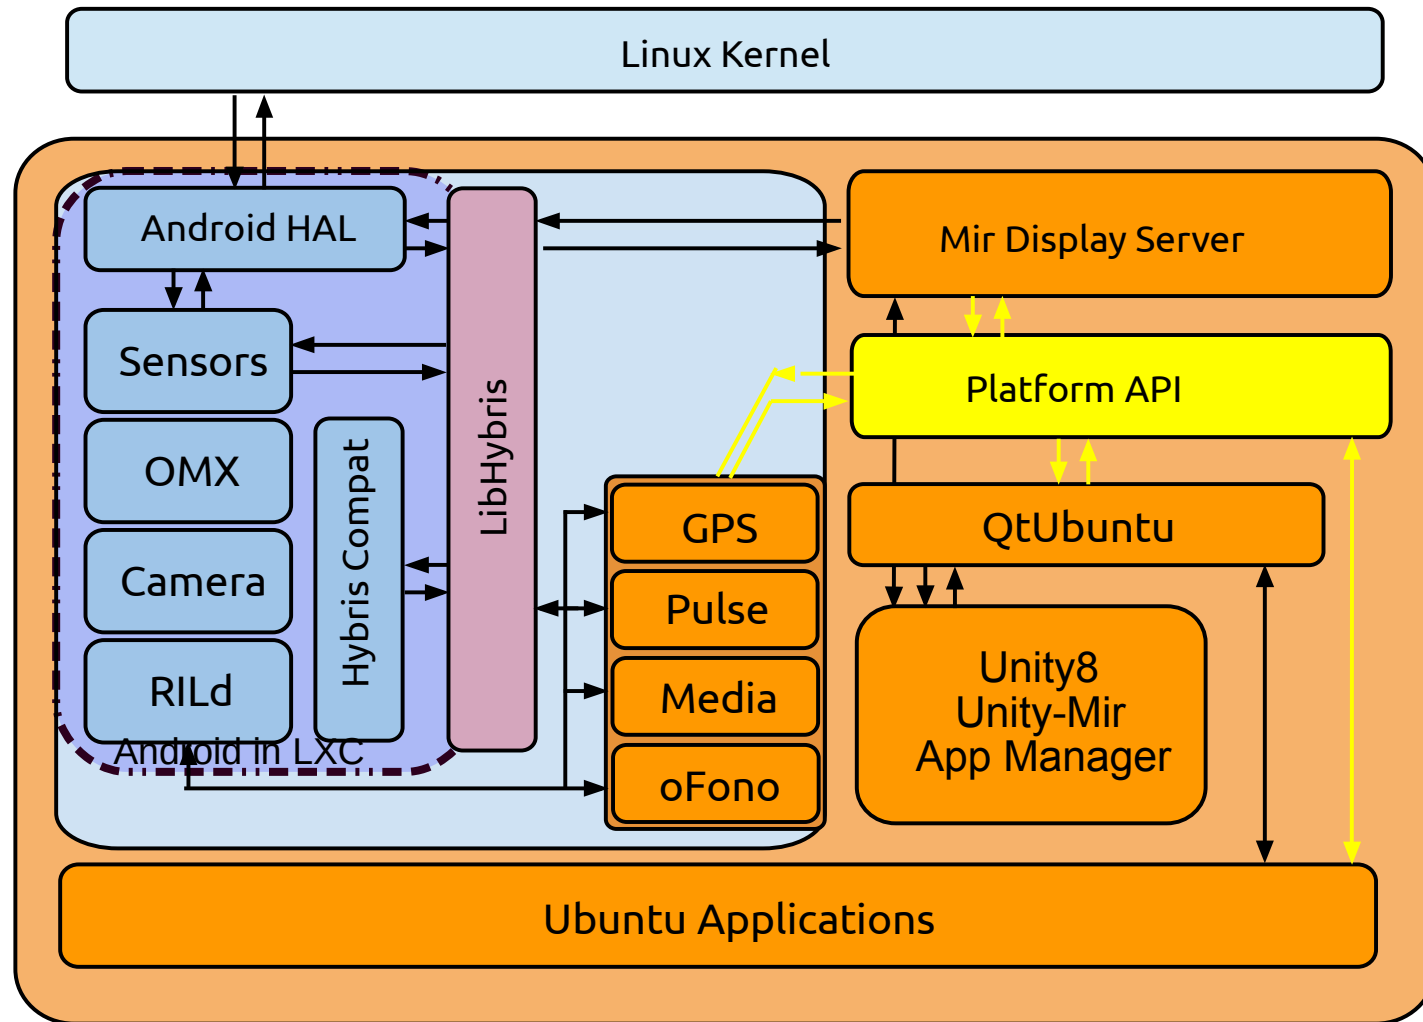 Linux Kernel
Android HAL
Mir Display Server
Sensors
Platform API
LibHybris
OMX
Hybris Compat
GPS
QtUbuntu
Camera
Pulse
RILd
Media
Unity8
Unity-Mir
App Manager
Android in LXC
oFono
Ubuntu Applications